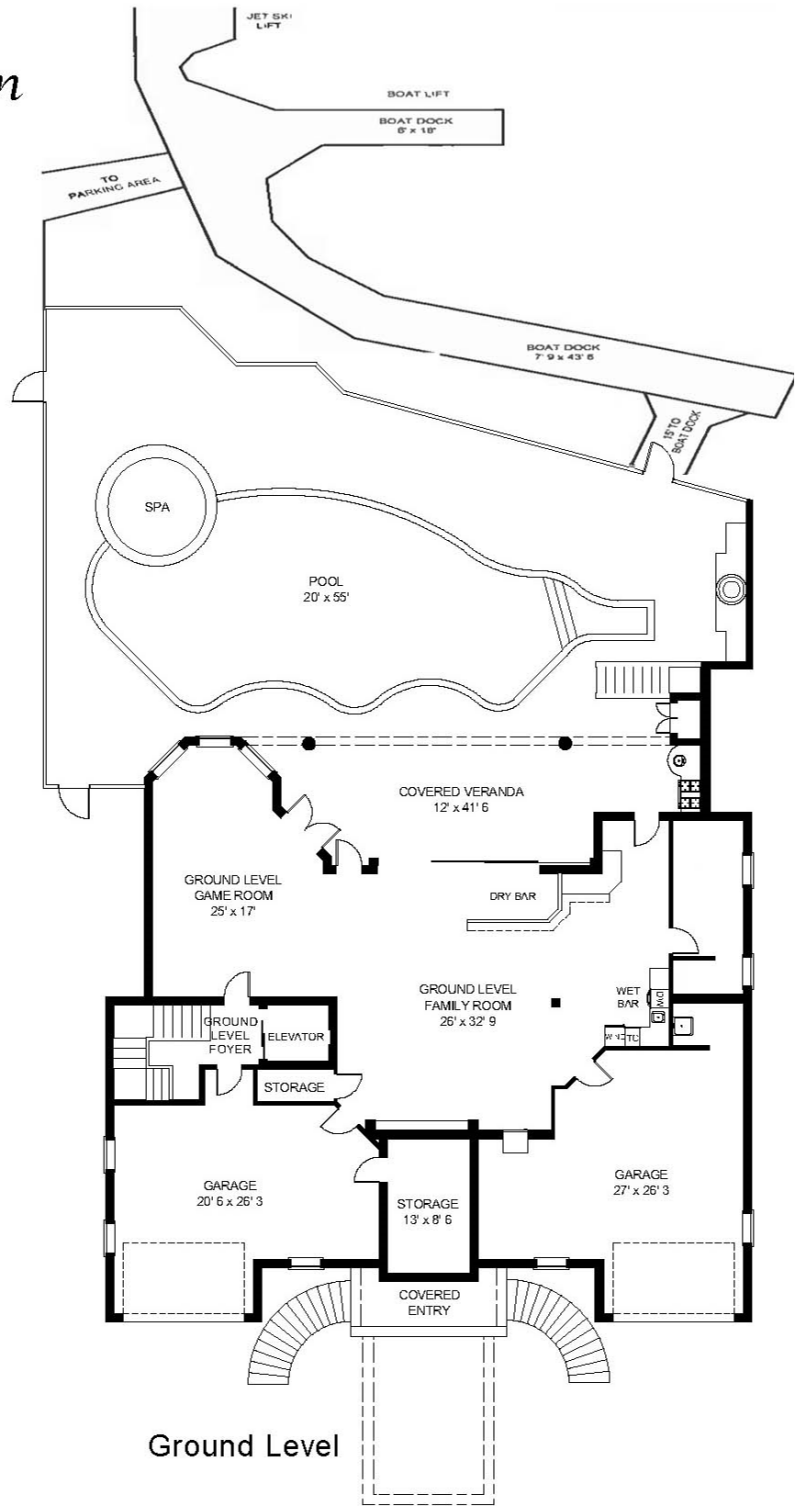 n
JET SKI
LIFT
BOAT LIFT
BOAT DOCK
6' x 18'
TO
PARKING AREA
BOAT DOCK
7' 9 x 43' 6
15' TO
BOAT DOCK
SPA
POOL
20' x 55'
COVERED VERANDA
12' x 41' 6
GROUND LEVEL
GAME ROOM
25' x 17'
DRY BAR
GROUND LEVEL
FAMILY ROOM
26' x 32' 9
WET
BAR
DW
TC
GROUND
LEVEL
FOYER
ELEVATOR
STORAGE
GARAGE
20' 6 x 26' 3
STORAGE
13' x 8' 6
GARAGE
27' x 26' 3
COVERED
ENTRY
Ground Level